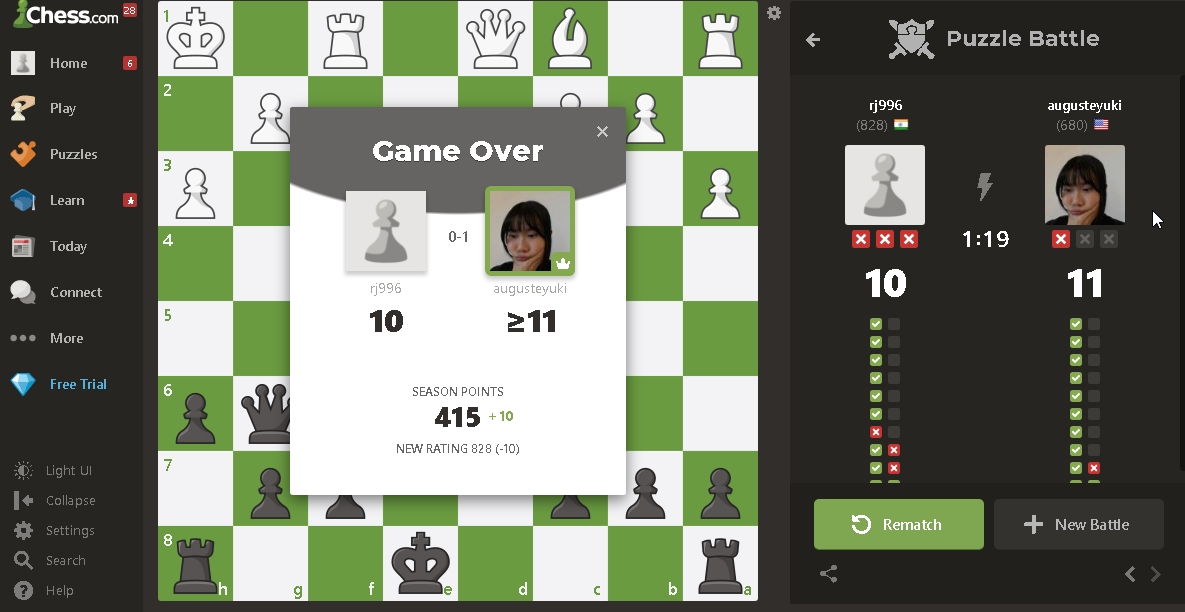 Chess.com 28
Home 6
Play
Puzzles
Learn
Today
Connect
More
Free Trial
Light UI
Collapse
Settings
Search
Help
1
2
3
4
5
6
7
8
h g f e d c b a
Game Over
0-1
rj996 augusteyuki
10 ≥11
SEASON POINTS
415 +10
NEW RATING 828 (-10)
Puzzle Battle
rj996 augusteyuki
(828) (680)
1:19
10 11
Rematch New Battle